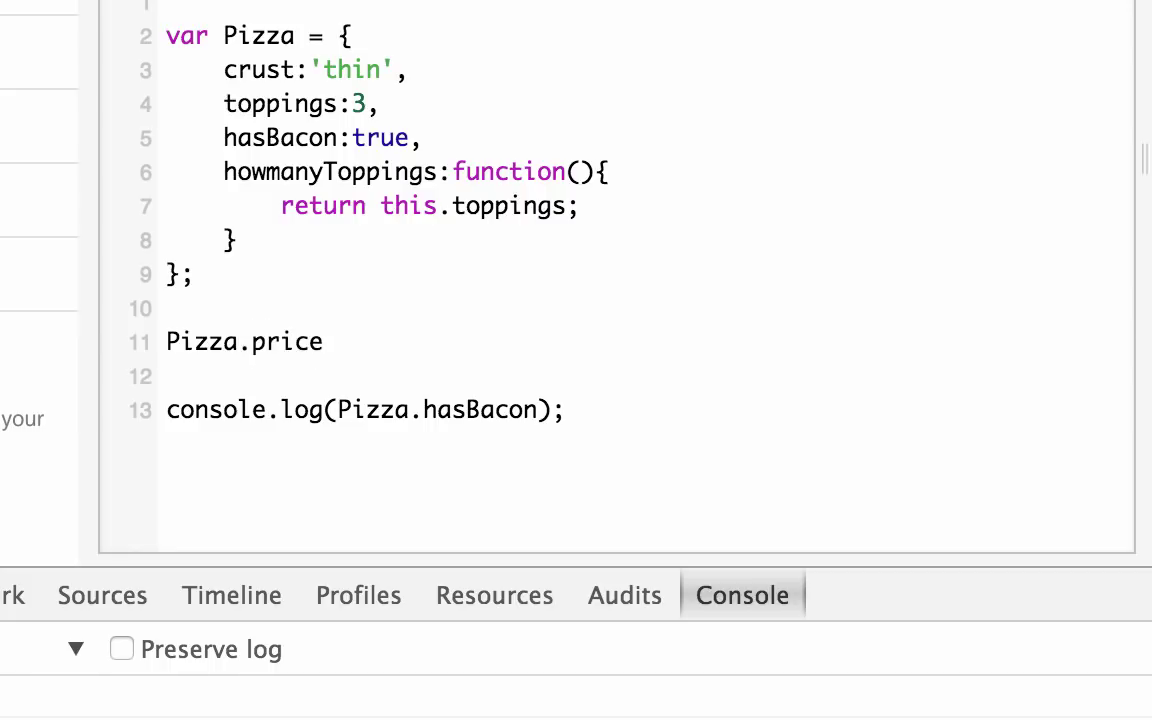 2 var Pizza = {
3 crust:'thin',
4 toppings:3,
5 hasBacon:true,
6 howmanyToppings:function(){
7 return this.toppings;
8 }
9 };
10
11 Pizza.price
12
13 console.log(Pizza.hasBacon);
your
rk Sources Timeline Profiles Resources Audits Console
▼ Preserve log